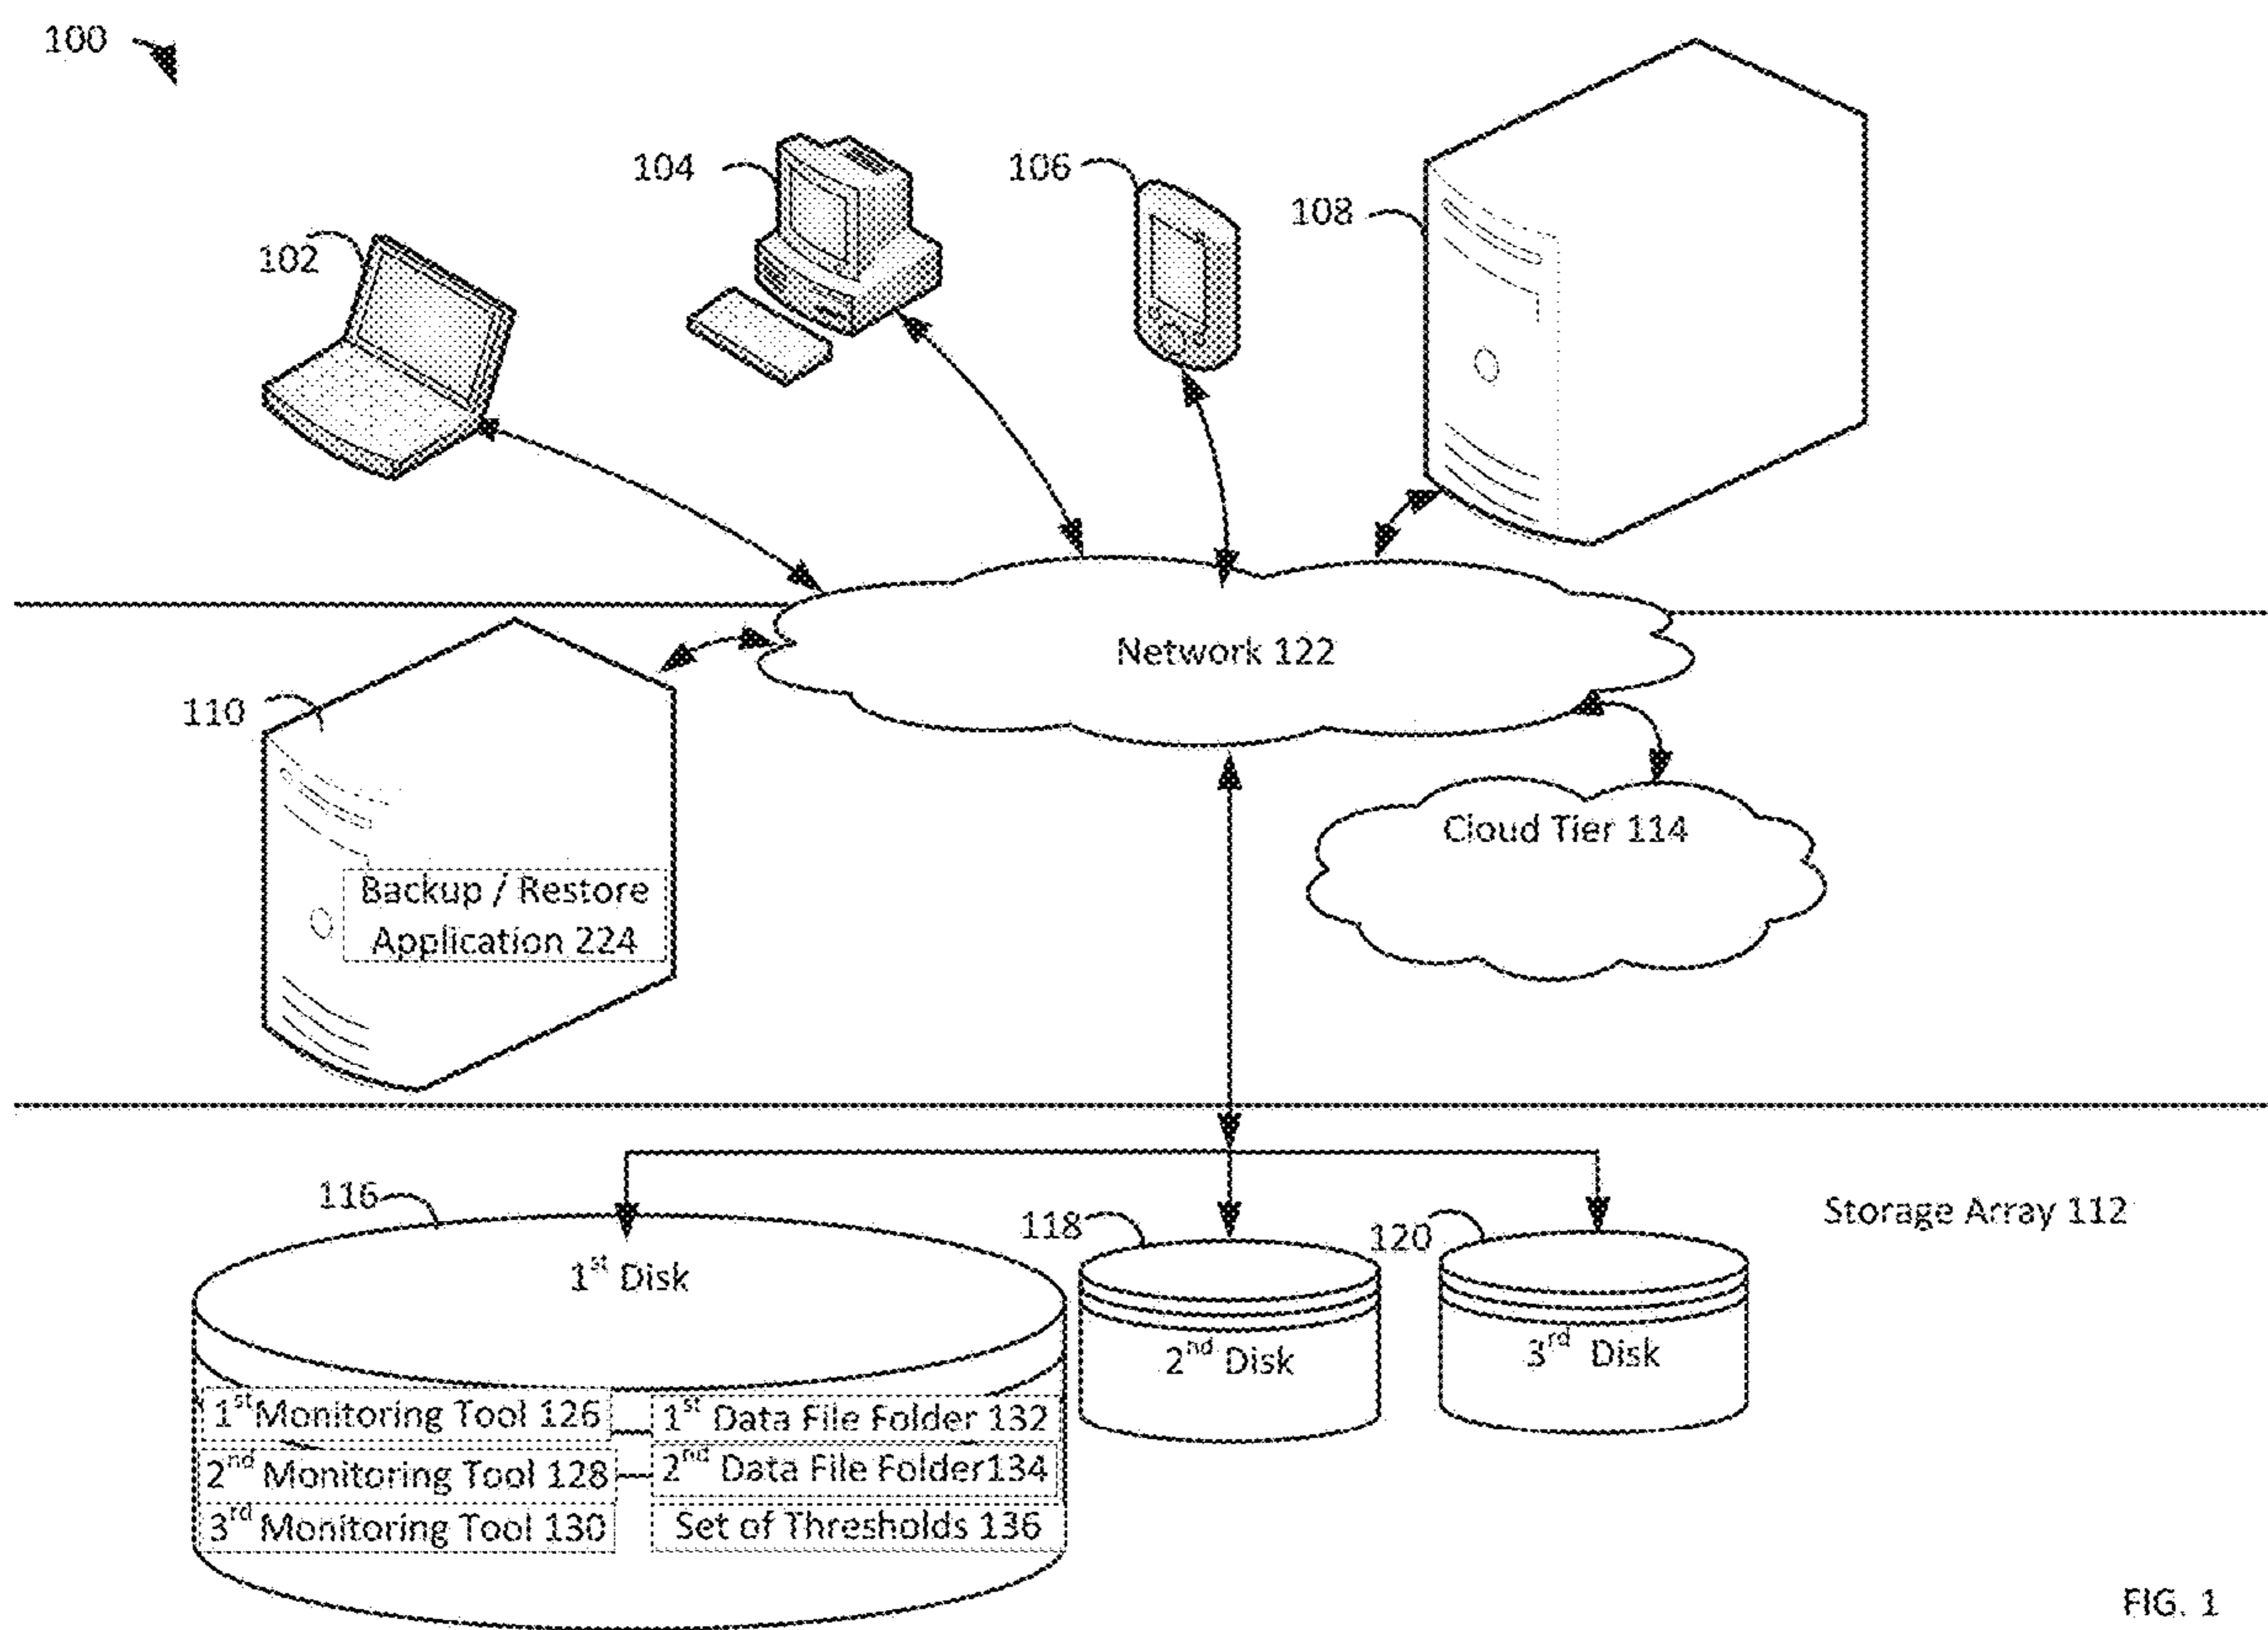 100
104
106
108
102
Network 122
110
Cloud Tier 114
Backup / Restore
Application 224
116
118
120
Storage Array 112
1st Disk
2nd Disk
3rd Disk
1st Monitoring Tool 126
1st Data File Folder 132
2nd Monitoring Tool 128
2nd Data File Folder134
3rd Monitoring Tool 130
Set of Thresholds 136
FIG. 1